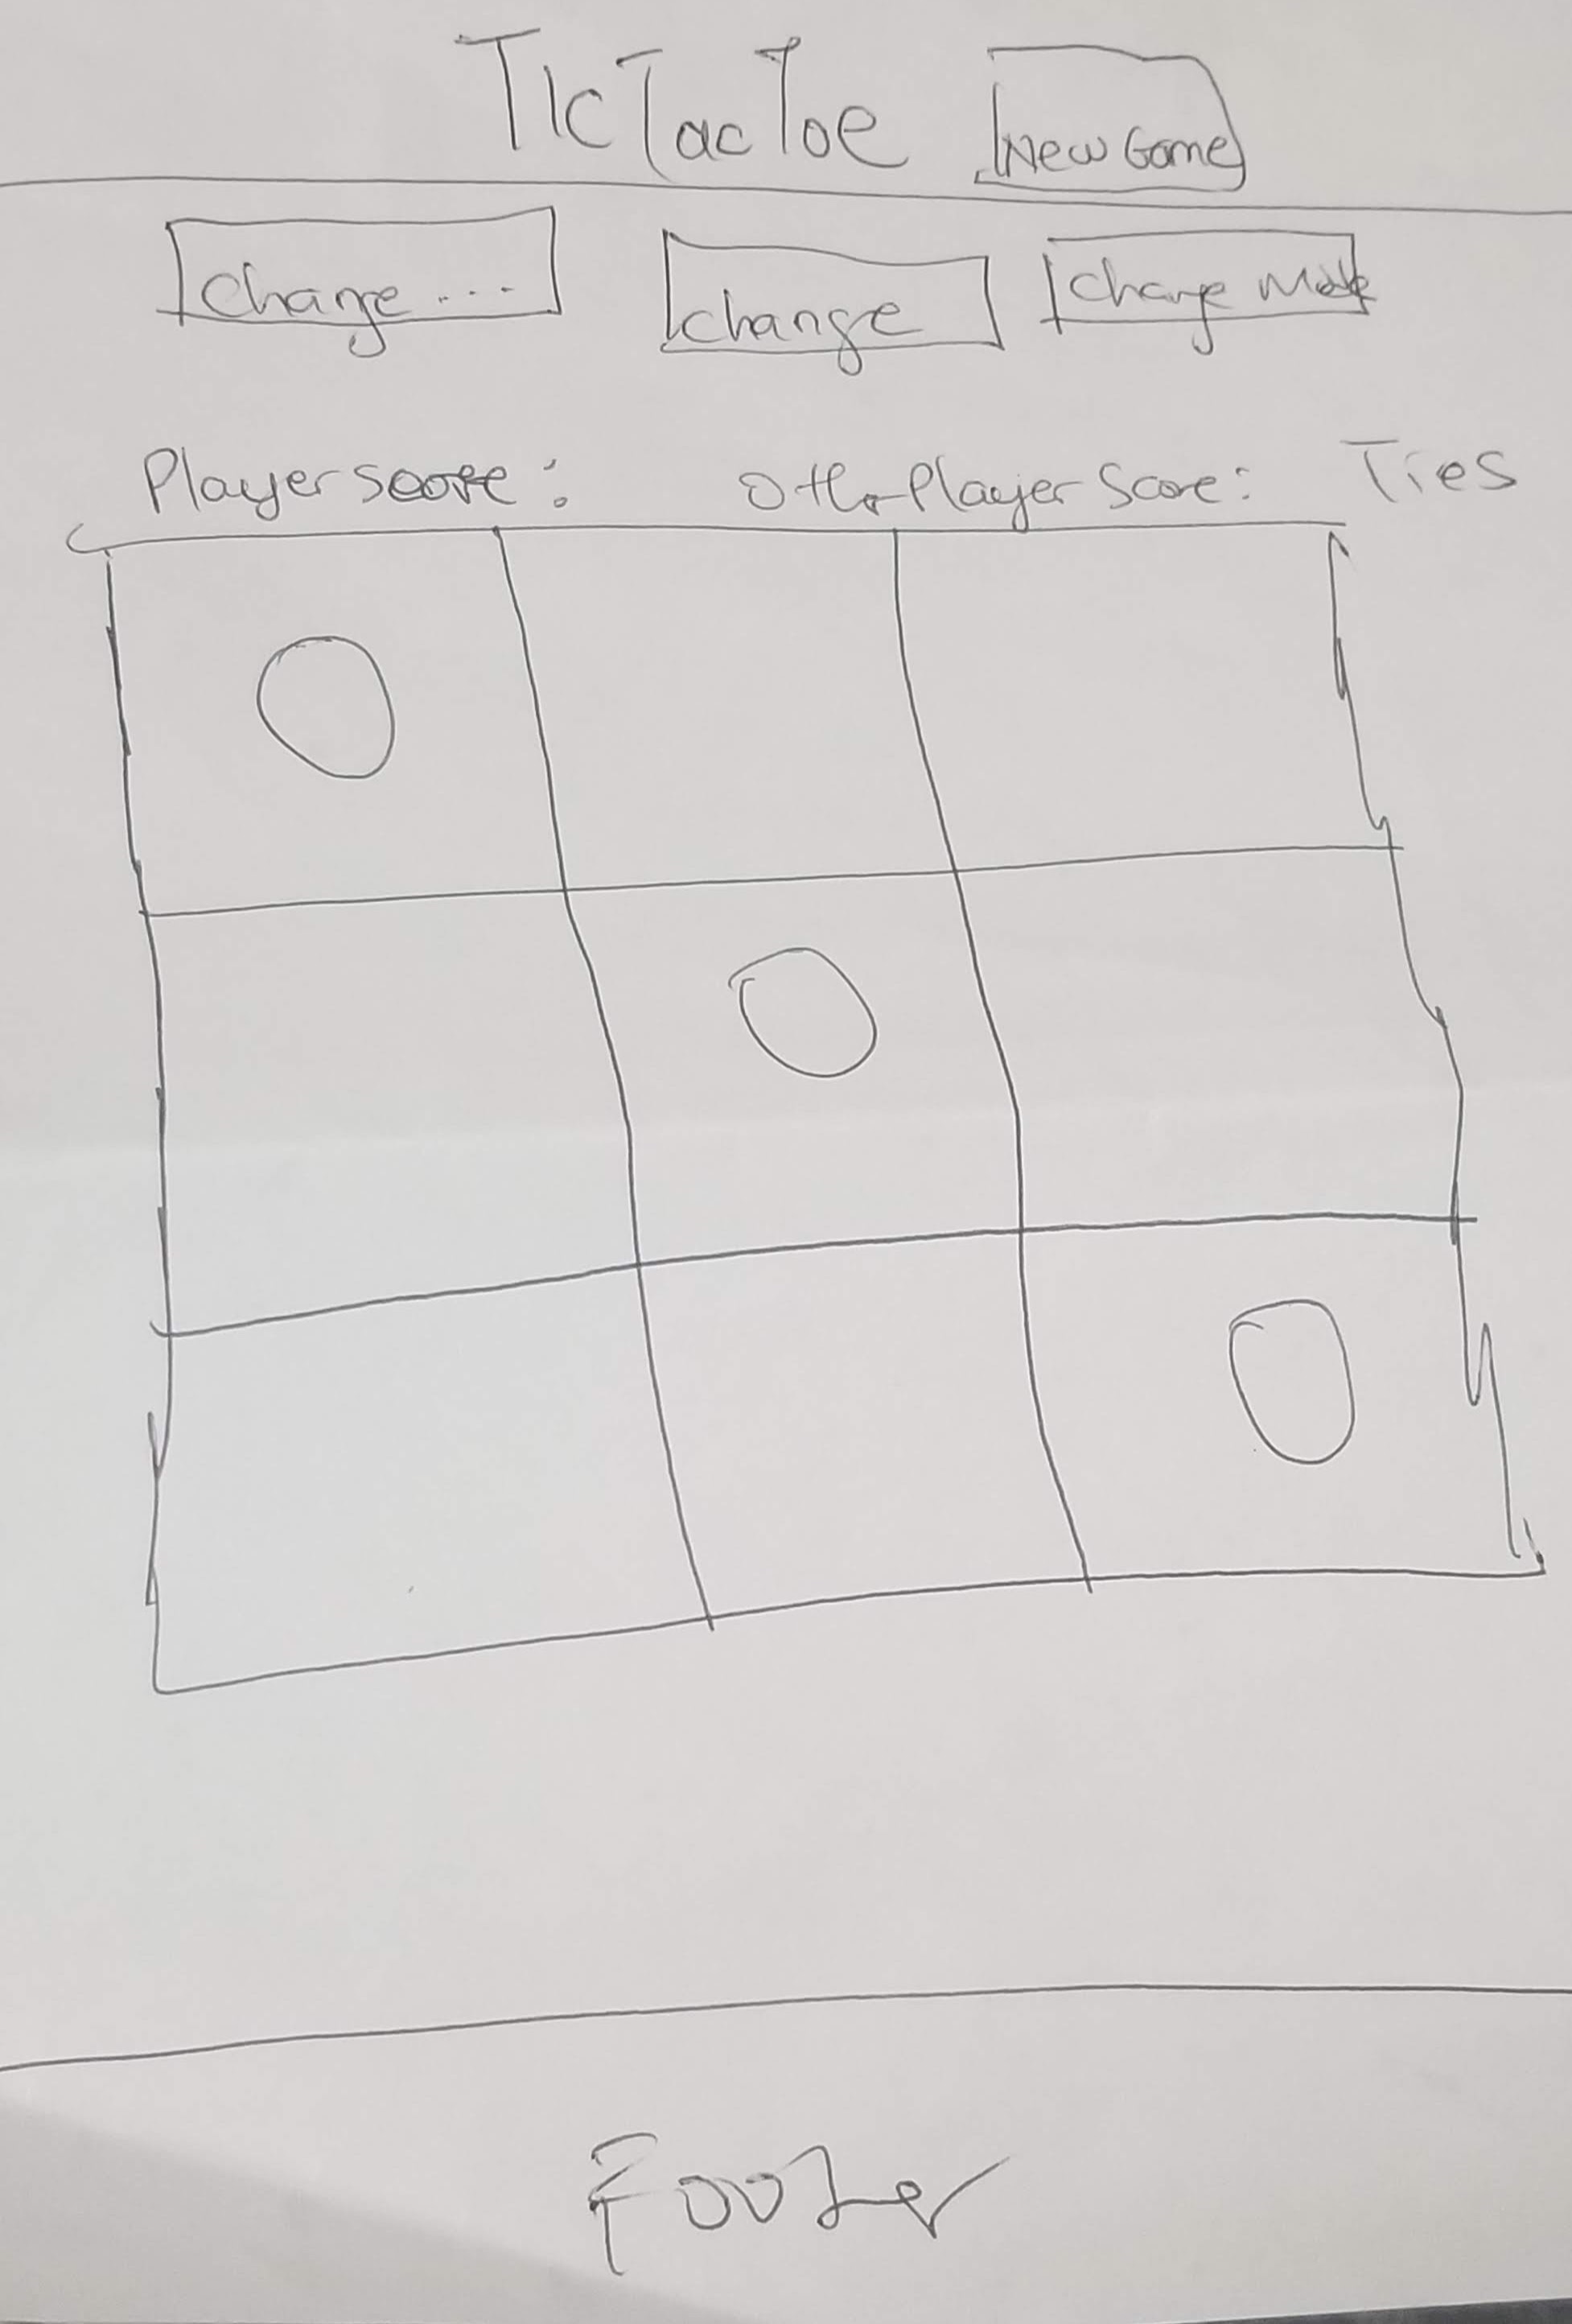 TicTacToe New Game
Change ... change Change Mode
Player score: Other Player Score: Ties
Footer